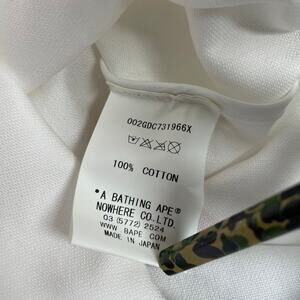 002GDC731966X
100% COTTON
*A BATHING APE®
NOWHERE CO.,LTD.
03 (5772) 2524
WWW. BAPE. COM
MADE IN JAPAN